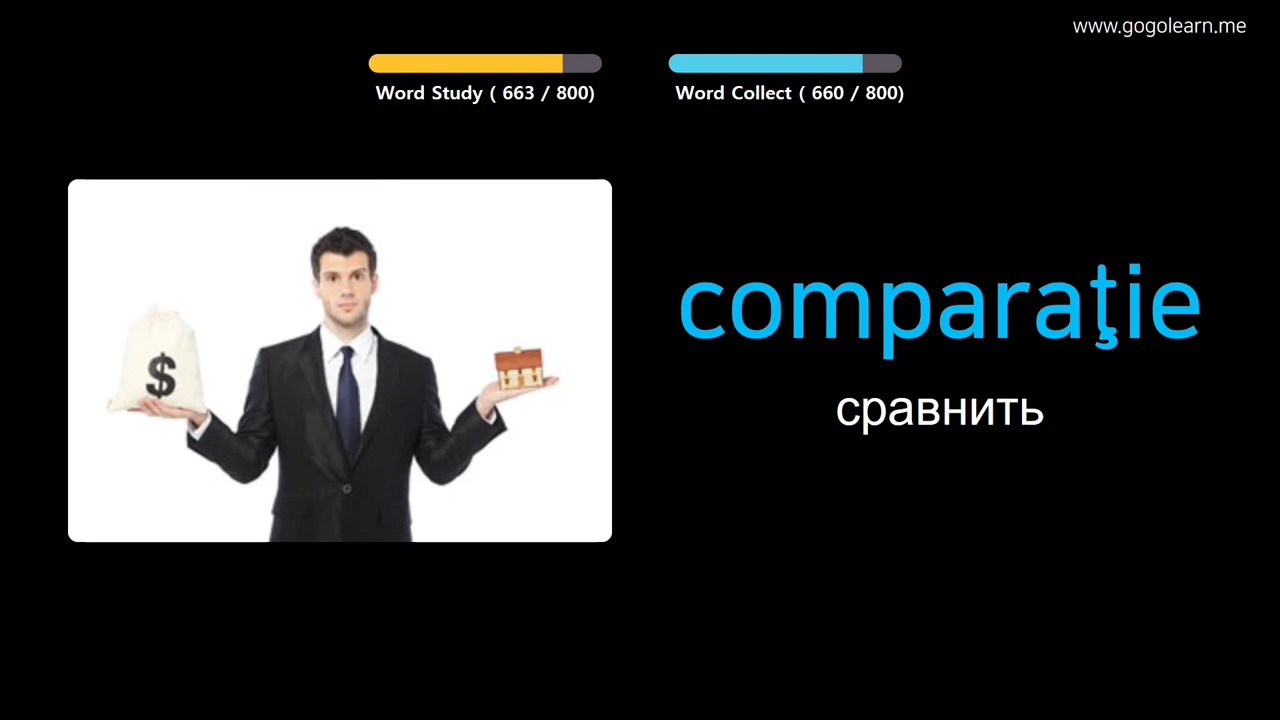 www.gogolearn.me
Word Study ( 663 / 800)
Word Collect ( 660 / 800)
$
comparaţie
сравнить